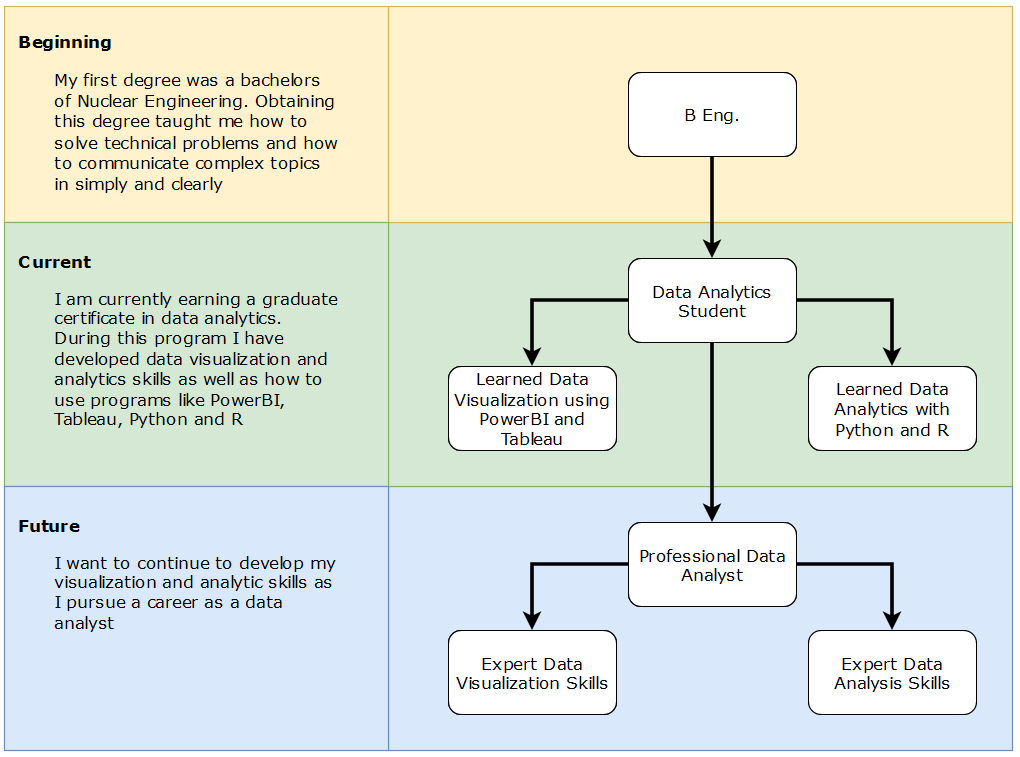 Beginning
My first degree was a bachelors
of Nuclear Engineering. Obtaining
this degree taught me how to
solve technical problems and how
to communicate complex topics
in simply and clearly
B Eng.
Current
I am currently earning a graduate
certificate in data analytics.
During this program I have
developed data visualization and
analytics skills as well as how to
use programs like PowerBI,
Tableau, Python and R
Data Analytics
Student
Learned Data
Visualization using
PowerBI and
Tableau
Learned Data
Analytics with
Python and R
Future
I want to continue to develop my
visualization and analytic skills as
I pursue a career as a data
analyst
Professional Data
Analyst
Expert Data
Visualization Skills
Expert Data
Analysis Skills